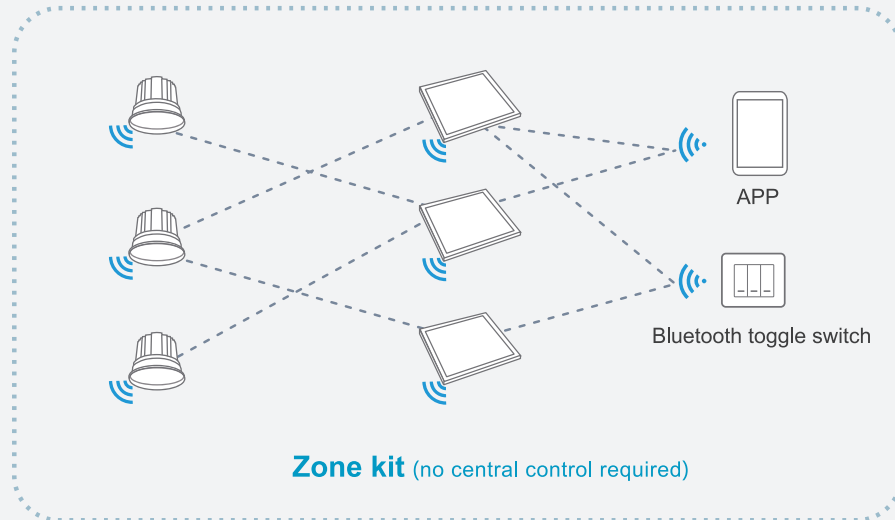 APP
Bluetooth toggle switch
Zone kit (no central control required)